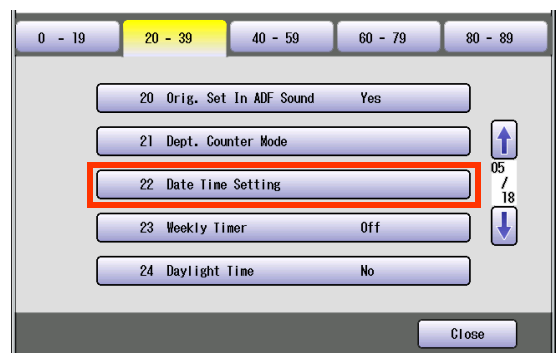 0 - 19 20 - 39 40 - 59 60 - 79 80 - 89
20 Orig. Set In ADF Sound Yes
21 Dept. Counter Mode
22 Date Time Setting
05
/
18
23 Weekly Timer Off
24 Daylight Time No
Close